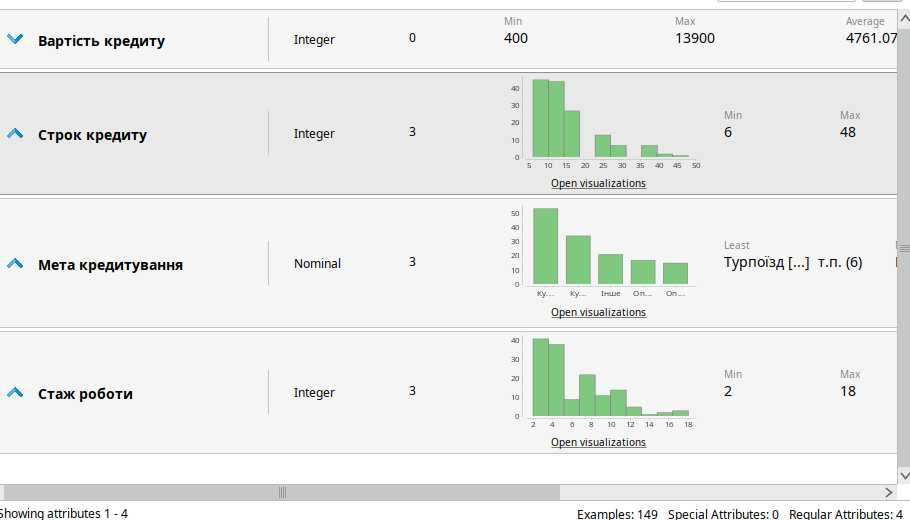 Вартість кредиту Integer 0 Min 400 Max 13900 Average 4761.07
Строк кредиту Integer 3 Min 6 Max 48
40
30
20
10
0
5 10 15 20 25 30 35 40 45 50
Open visualizations
Мета кредитування Nominal 3 Least Турпоїзд [...] т.п. (6)
50
40
30
20
10
0
Ку... Ку... Інше Оп... Оп...
Open visualizations
Стаж роботи Integer 3 Min 2 Max 18
40
30
20
10
0
2 4 6 8 10 12 14 16 18
Open visualizations
Showing attributes 1 - 4 Examples: 149 Special Attributes: 0 Regular Attributes: 4